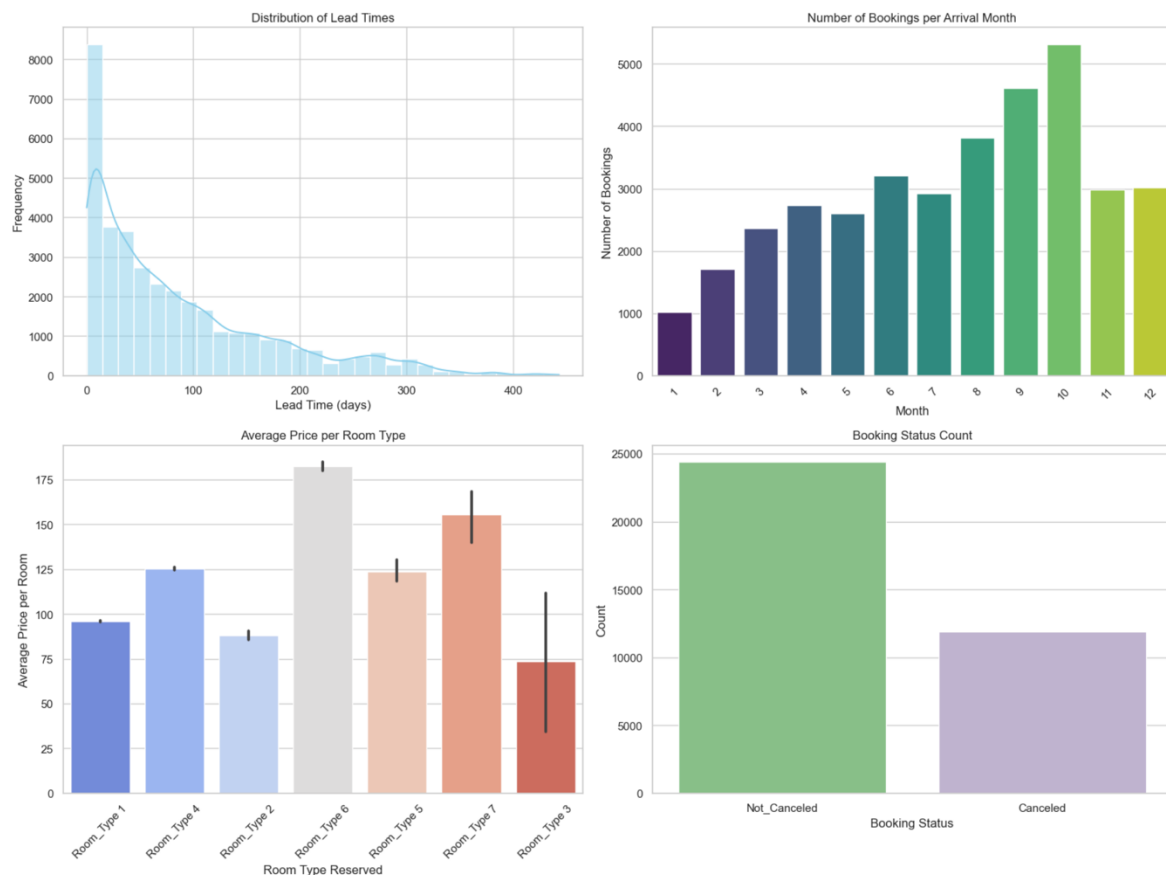 Distribution of Lead Times
8000
7000
6000
5000
4000
3000
2000
1000
0
Frequency
0 100 200 300 400
Lead Time (days)
Number of Bookings per Arrival Month
5000
4000
3000
2000
1000
0
Number of Bookings
1 2 3 4 5 6 7 8 9 10 11 12
Month
Average Price per Room Type
175
150
125
100
75
50
25
0
Average Price per Room
Room_Type 1 Room_Type 4 Room_Type 2 Room_Type 6 Room_Type 5 Room_Type 7 Room_Type 3
Room Type Reserved
Booking Status Count
25000
20000
15000
10000
5000
0
Count
Not_Canceled Canceled
Booking Status